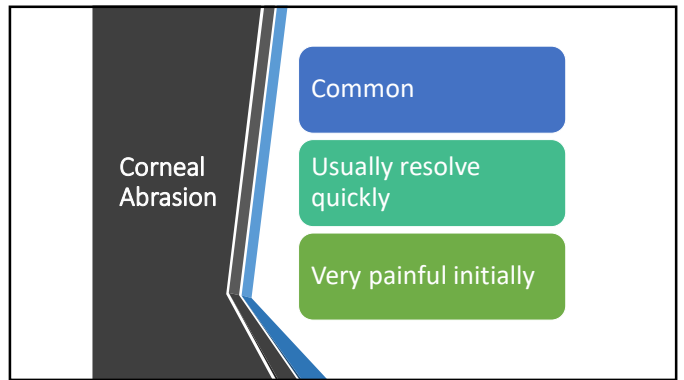 Corneal
Abrasion
Common
Usually resolve
quickly
Very painful initially